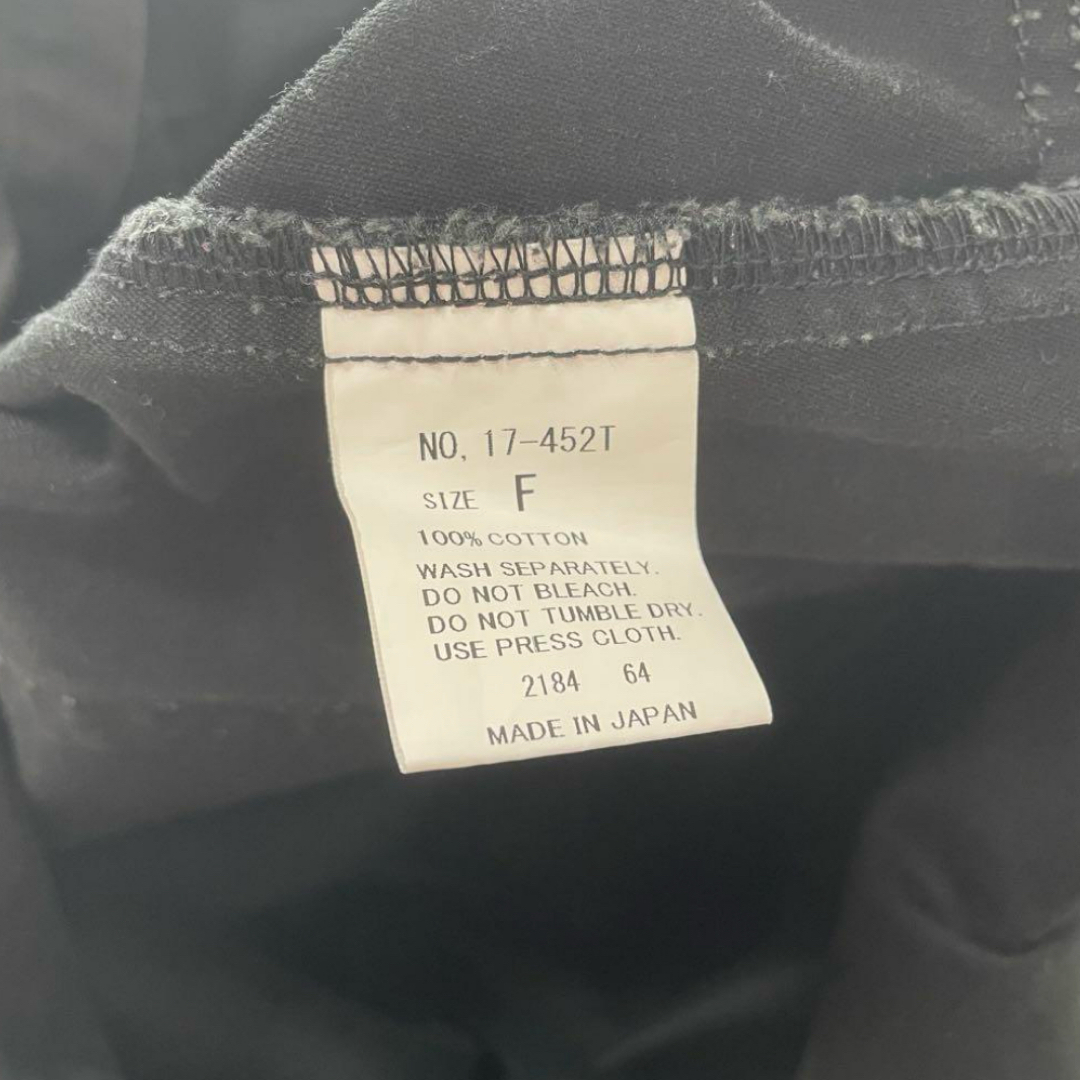 NO, 17-452T
SIZE F
100% COTTON
WASH SEPARATELY.
DO NOT BLEACH.
DO NOT TUMBLE DRY.
USE PRESS CLOTH.
2184 64
MADE IN JAPAN